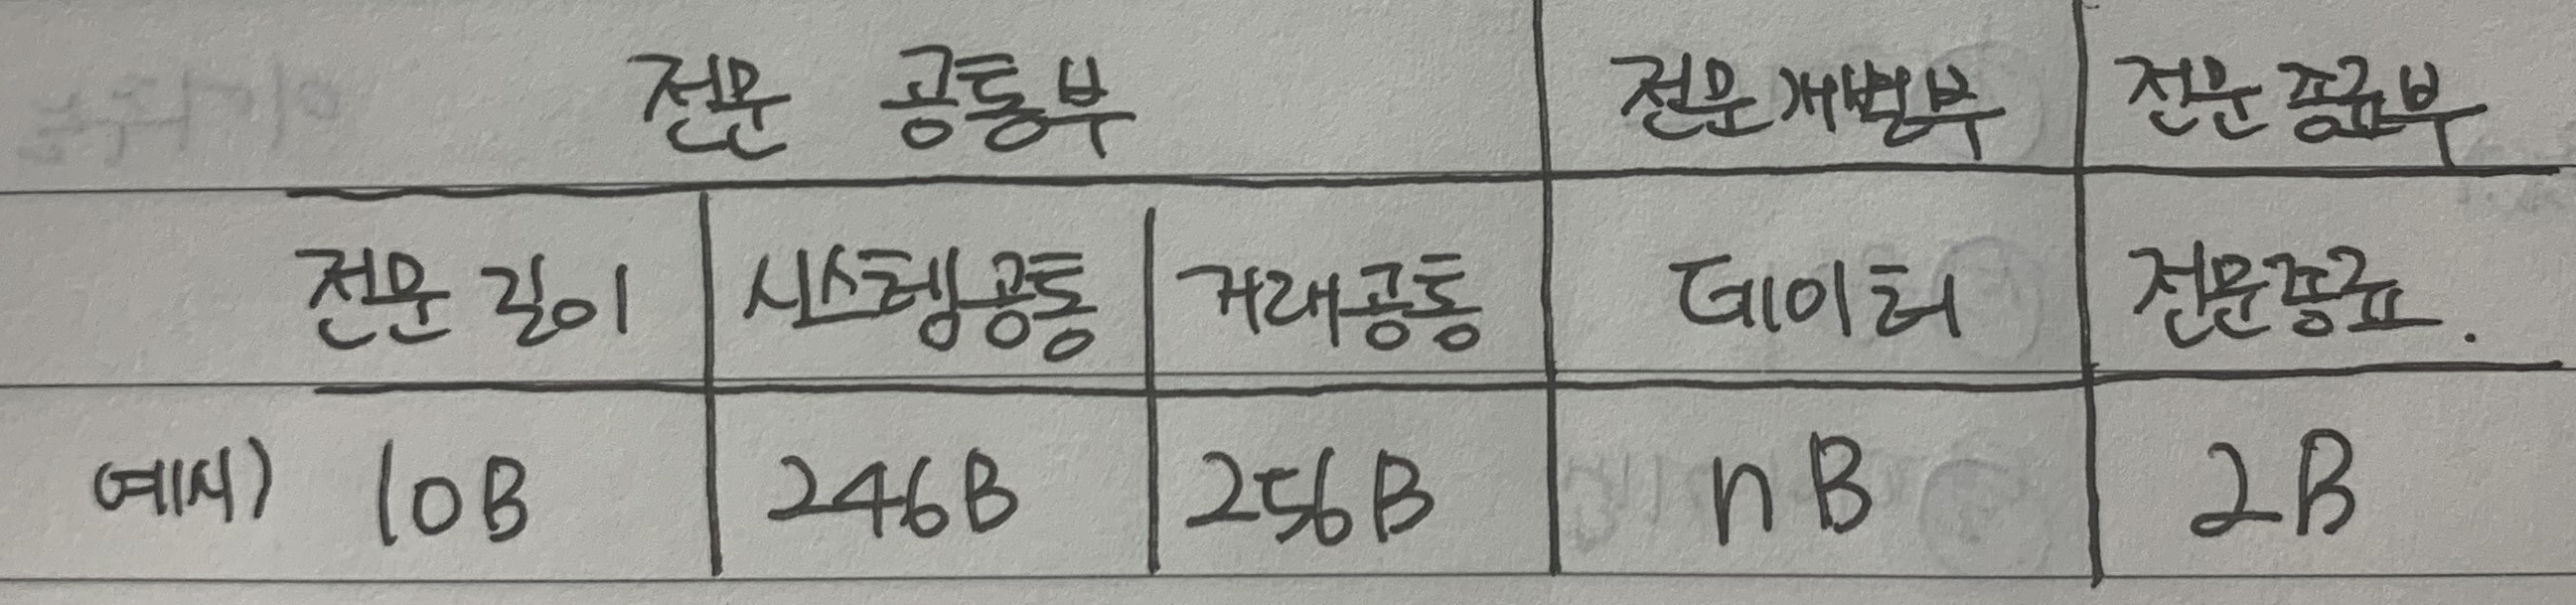 전문 공통부 전문개별부 전문종료부
전문길이 시스템공통 거래공통 데이터 전문종료.
예시) 10B 246B 256B nB 2B